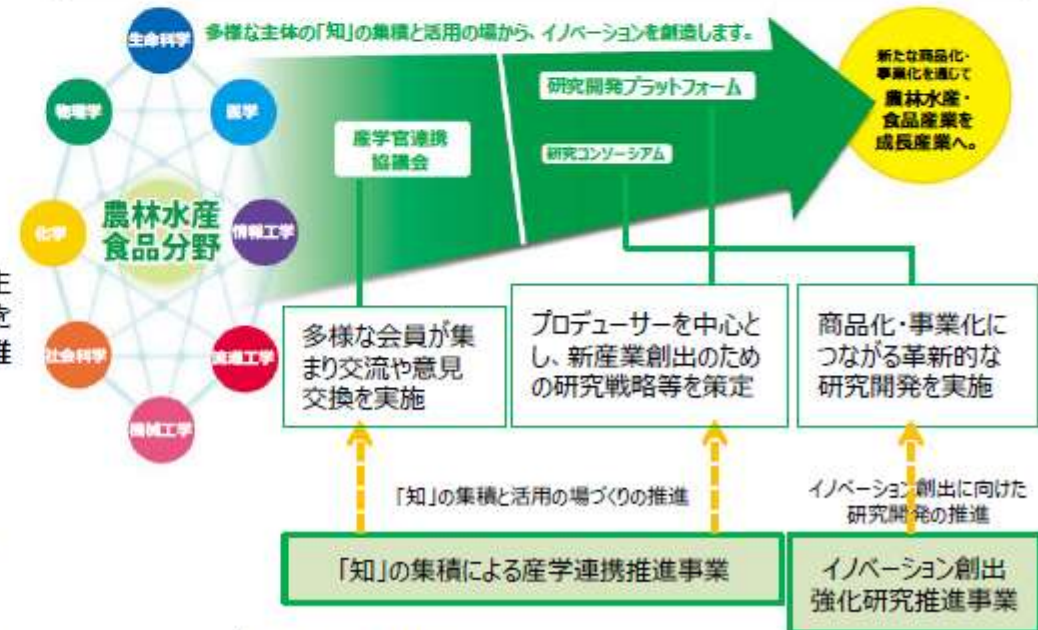 多様な主体の「知」の集積と活用の場から、イノベーションを創造します。
生命科学
物理学
医学
化学
情報工学
社会科学
機械工学
農林水産
食品分野
産学官連携
協議会
研究開発プラットフォーム
研究コンソーシアム
新たな商品化・
事業化を通じて
農林水産・
食品産業を
成長産業へ。
多様な会員が集
まり交流や意見
交換を実施
プロデューサーを中心と
し、新産業創出のため
の研究戦略等を策定
商品化・事業化に
つながる革新的な
研究開発を実施
「知」の集積と活用の場づくりの推進
イノベーション創出に向けた
研究開発の推進
「知」の集積による産学連携推進事業
イノベーション創出
強化研究推進事業